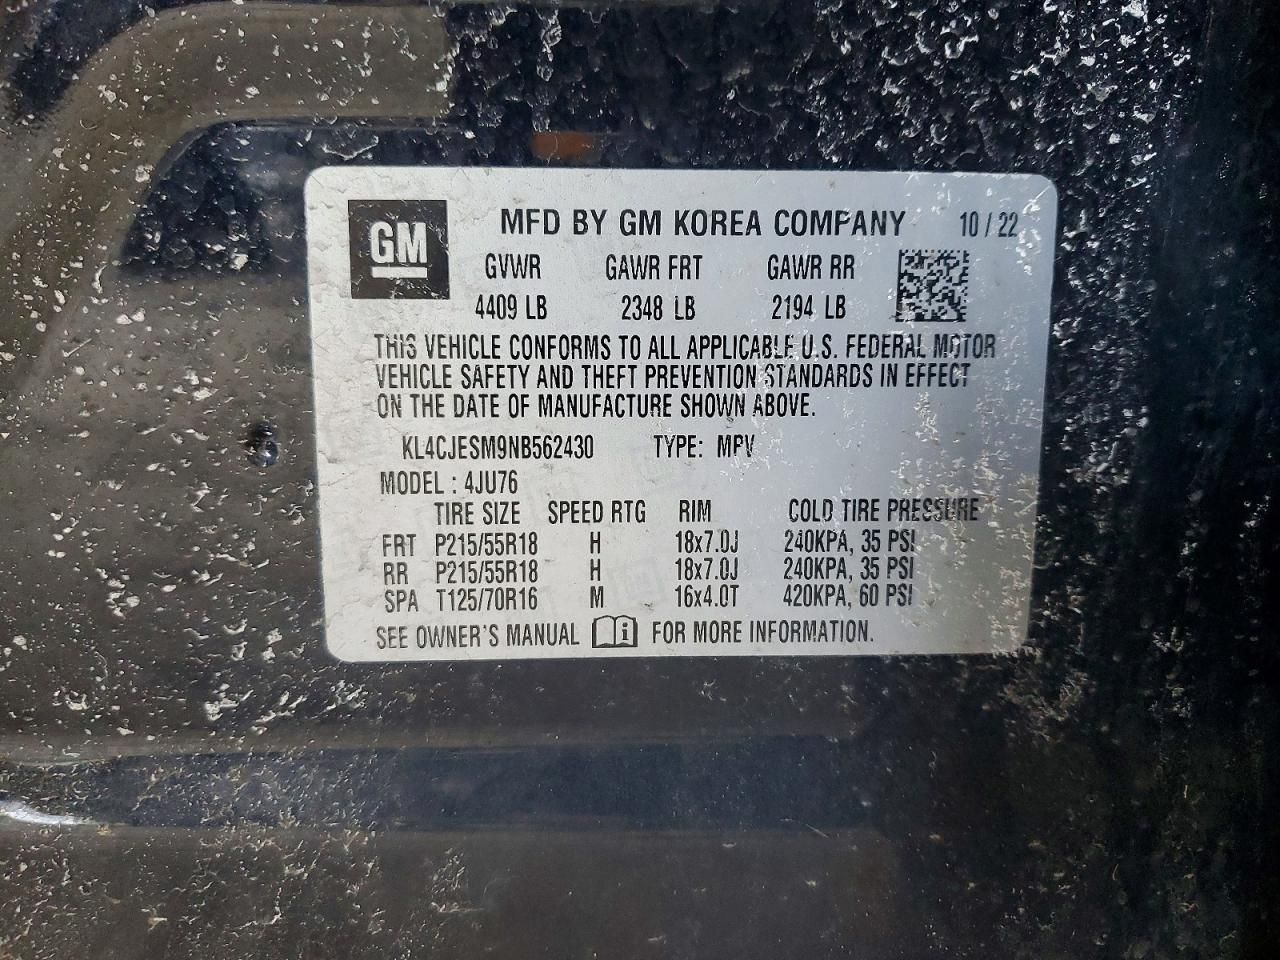 GM
MFD BY GM KOREA COMPANY 10 / 22
GVWR GAWR FRT GAWR RR
4409 LB 2348 LB 2194 LB
THIS VEHICLE CONFORMS TO ALL APPLICABLE U.S. FEDERAL MOTOR
VEHICLE SAFETY AND THEFT PREVENTION STANDARDS IN EFFECT
ON THE DATE OF MANUFACTURE SHOWN ABOVE.
KL4CJESM9NB562430 TYPE: MPV
MODEL : 4JU76
TIRE SIZE SPEED RTG RIM COLD TIRE PRESSURE
FRT P215/55R18 H 18x7.0J 240KPA, 35 PSI
RR P215/55R18 H 18x7.0J 240KPA, 35 PSI
SPA T125/70R16 M 16x4.0T 420KPA, 60 PSI
SEE OWNER'S MANUAL i FOR MORE INFORMATION.